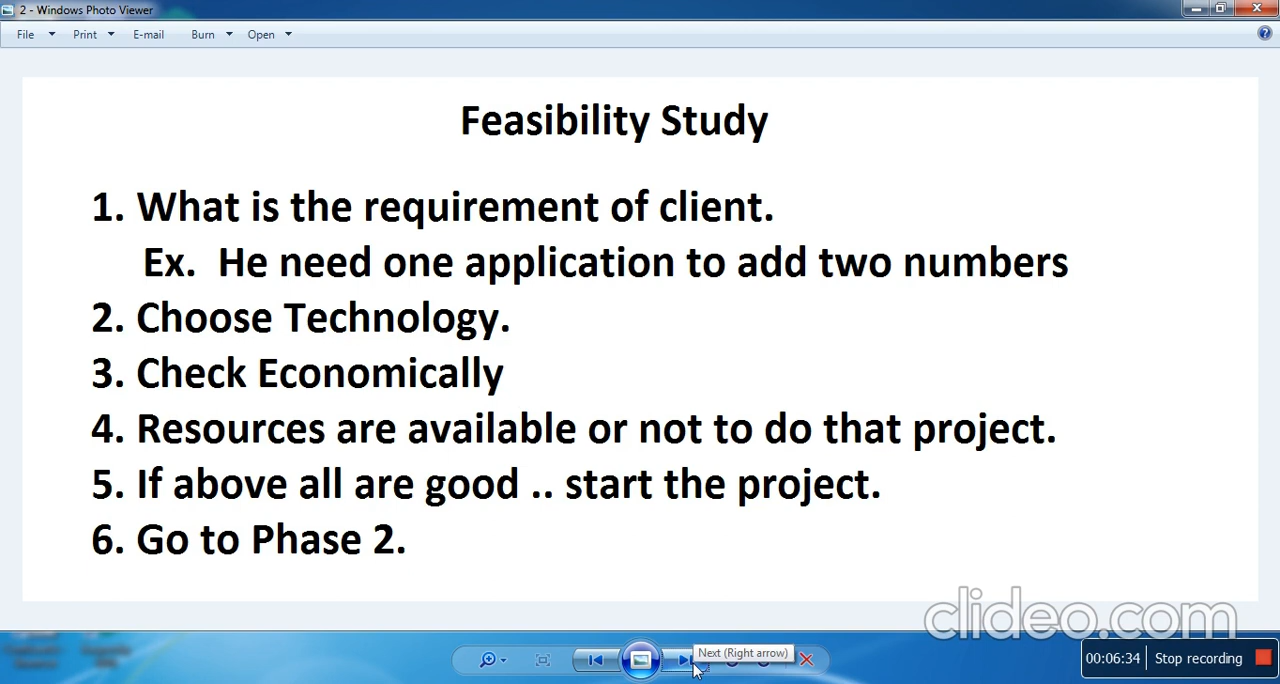 2 - Windows Photo Viewer
File Print E-mail Burn Open
Feasibility Study
1. What is the requirement of client.
Ex. He need one application to add two numbers
2. Choose Technology.
3. Check Economically
4. Resources are available or not to do that project.
5. If above all are good .. start the project.
6. Go to Phase 2.
clideo.com
Next (Right arrow)
00:06:34 Stop recording